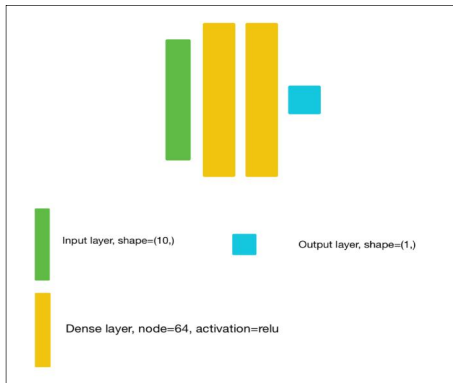 Input layer, shape=(10,)
Output layer, shape=(1,)
Dense layer, node=64, activation=relu